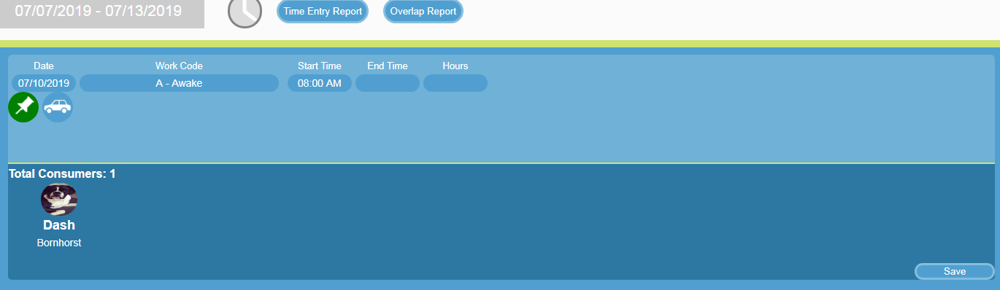 07/07/2019 - 07/13/2019 Time Entry Report Overlap Report
Date Work Code Start Time End Time Hours
07/10/2019 A - Awake 08:00 AM
Total Consumers: 1
Dash
Bornhorst
Save